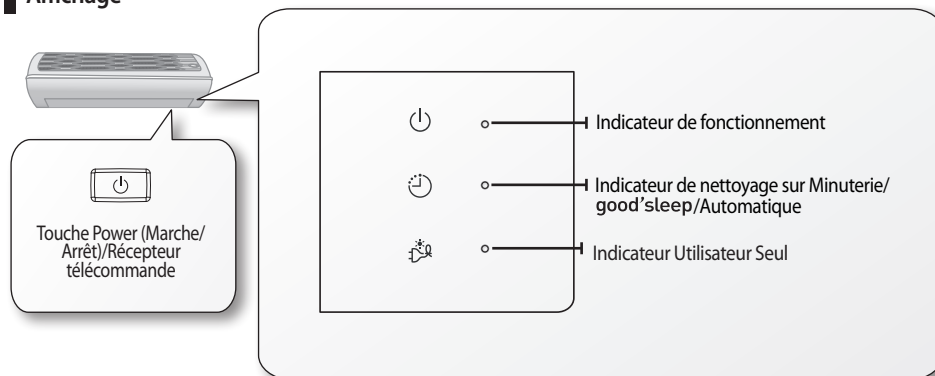 Affichage
Indicateur de fonctionnement
Indicateur de nettoyage sur Minuterie/
good'sleep/Automatique
Indicateur Utilisateur Seul
Touche Power (Marche/
Arrêt)/Récepteur
télécommande